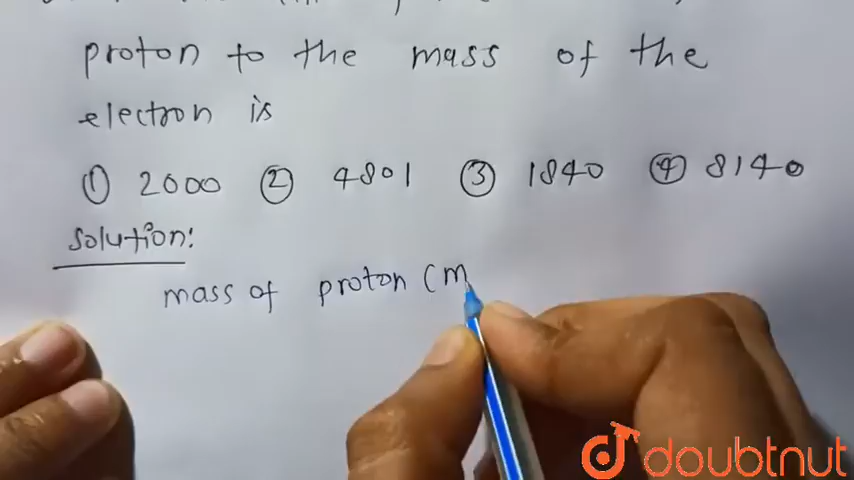 proton to the mass of the
electron is
① 2000 ② 4801 ③ 1840 ④ 8140
Solution:
mass of proton (m
doubtnut